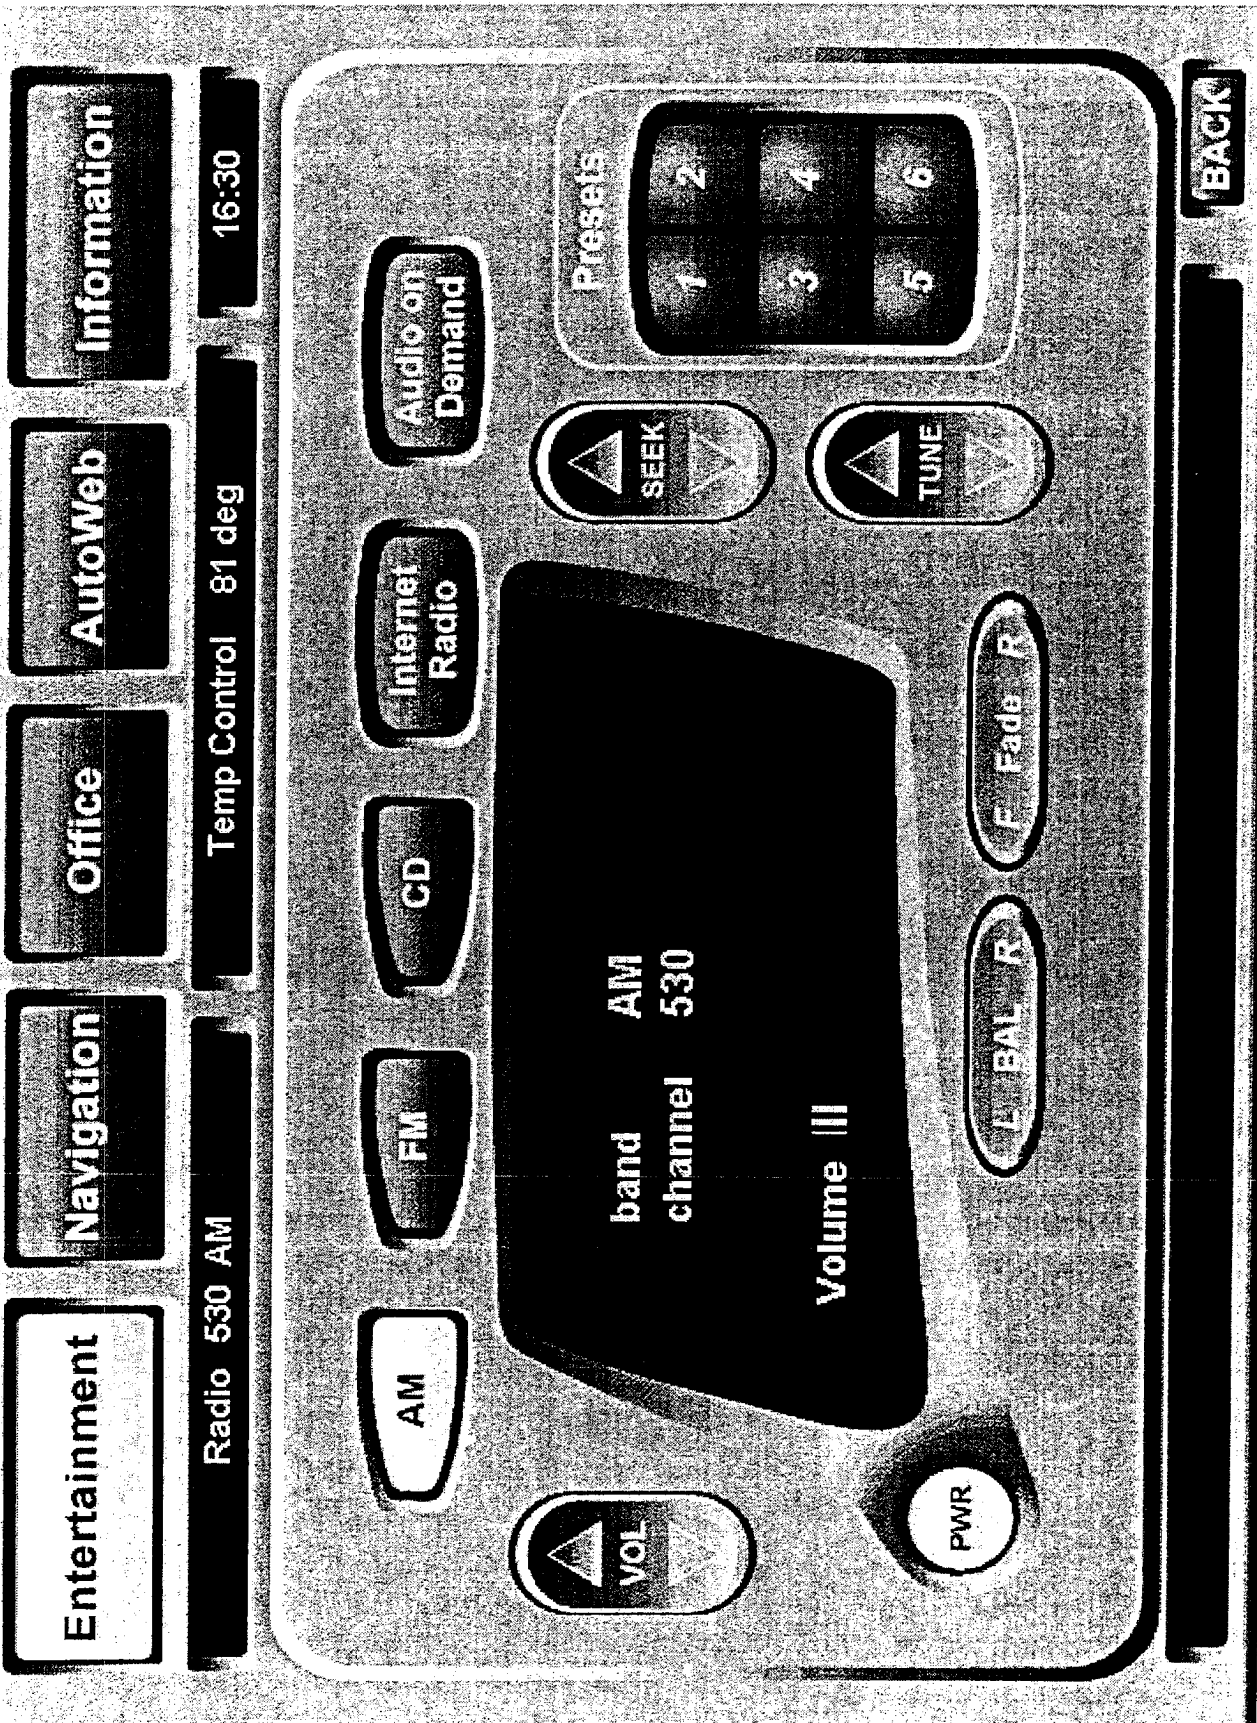 Entertainment
Navigation
Office
AutoWeb
Information
Radio 530 AM
Temp Control 81 deg
16:30
AM
FM
CD
Internet
Radio
Audio on
Demand
VOL
band AM
channel 530
Volume |||
SEEK
TUNE
Presets
1 2
3 4
5 6
PWR
L BAL R
F Fade R
BACK